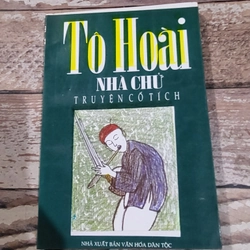 Tô Hoài
NHÀ CHỬ
TRUYỆN CỔ TÍCH
NHÀ XUẤT BẢN VĂN HÓA DÂN TỘC